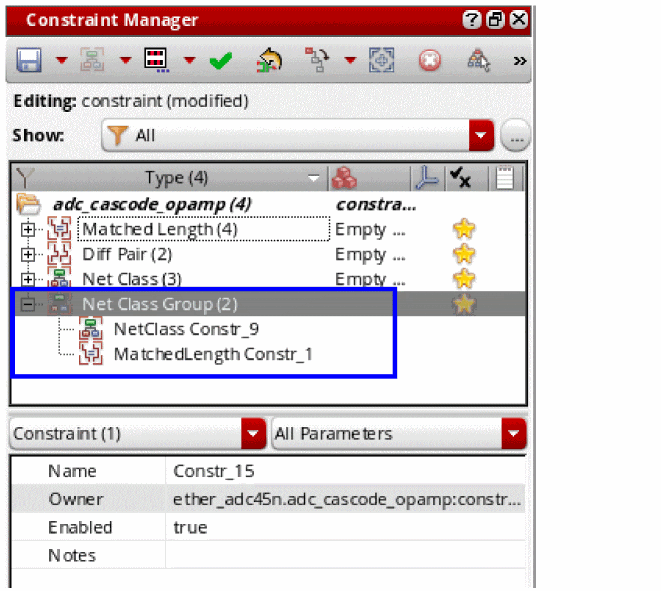 Constraint Manager
Editing: constraint (modified)
Show: All ...
Type (4)
adc_cascode_opamp (4) constra...
Matched Length (4) Empty ...
Diff Pair (2) Empty ...
Net Class (3) Empty ...
Net Class Group (2)
NetClass Constr_9
MatchedLength Constr_1
Constraint (1) All Parameters
Name Constr_15
Owner ether_adc45n.adc_cascode_opamp:constr...
Enabled true
Notes